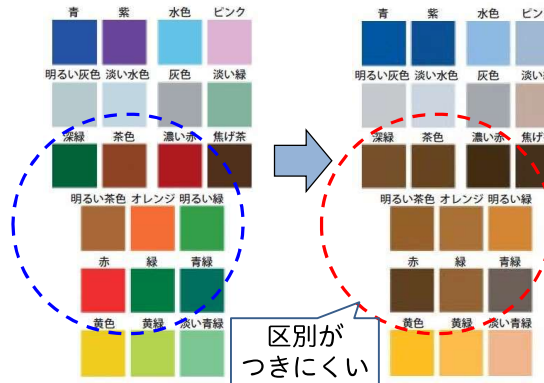 青 紫 水色 ピンク
明るい灰色 淡い水色 灰色 淡い緑
深緑 茶色 濃い赤 焦げ茶
明るい茶色 オレンジ 明るい緑
赤 緑 青緑
黄色 黄緑 淡い青緑
青 紫 水色 ピン
明るい灰色 淡い水色 灰色 淡い
深緑 茶色 濃い赤 焦げ
明るい茶色 オレンジ 明るい緑
赤 緑 青緑
黄色 黄緑 淡い青緑
区別が
つきにくい